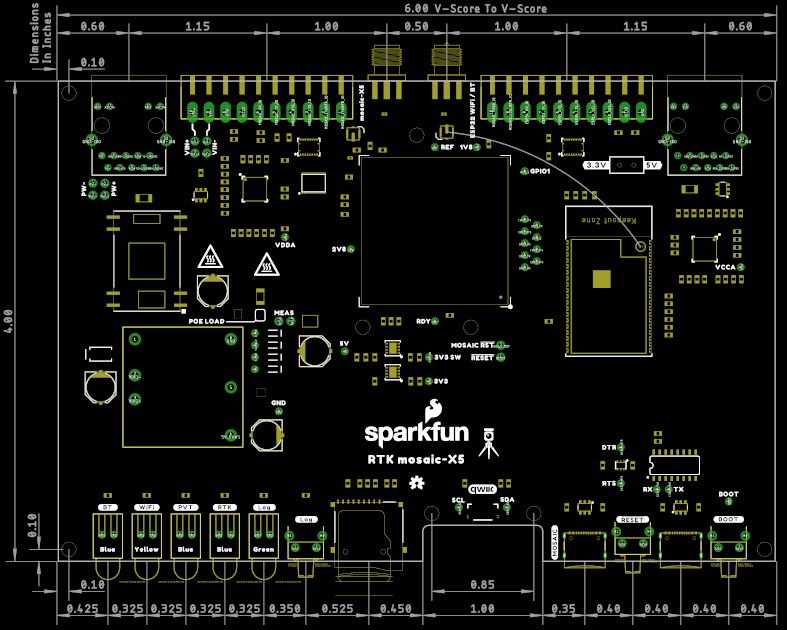 Dimensions
In Inches
6.00 V-Score To V-Score
0.60 1.15 1.00 0.50 1.00 1.15 0.60
0.10
mosaic-X5
ESP32 WIFI / BT
VIN+
VIN+
REF 1V8
3.3V 5V
GPIO1
PW-
PW+
Keepout Zone
VDDA
2V8
VCCA
4.00
POE LOAD
MEAS
RDY
5V
MOSAIC RST
3V3 SW
RESET
3V3
GND
sparkfun
RTK mosaic-X5
DTR
RTS
RX TX
QWIIC
SCL SDA
BOOT
BT WiFi PVT RTK Log
Log
MOSAIC
RESET
BOOT
Blue Yellow Blue Blue Green
0.10
0.10
0.85
0.425 0.325 0.325 0.325 0.325 0.350 0.525 0.450 1.00 0.35 0.40 0.40 0.40 0.40